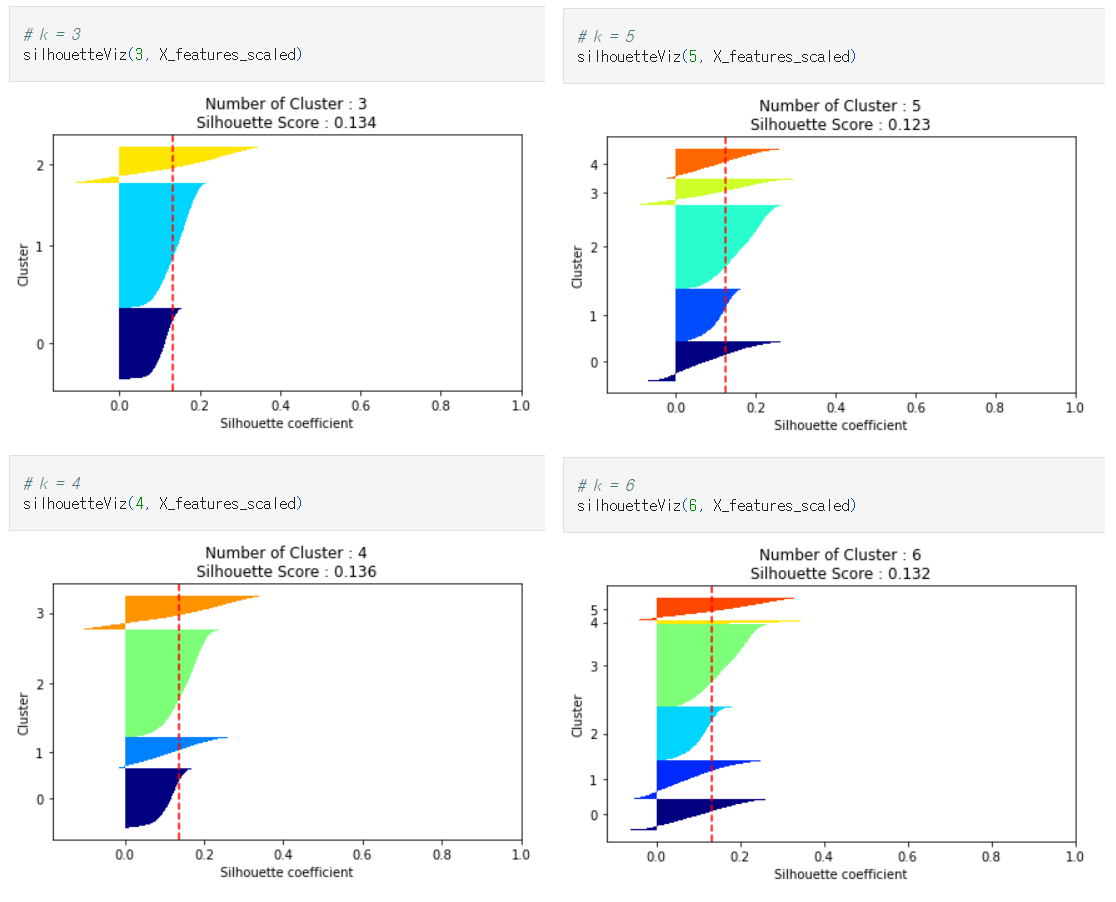 # k = 3
silhouetteViz(3, X_features_scaled)
Number of Cluster : 3
Silhouette Score : 0.134
2
1
0
Cluster
0.0 0.2 0.4 0.6 0.8 1.0
Silhouette coefficient
# k = 5
silhouetteViz(5, X_features_scaled)
Number of Cluster : 5
Silhouette Score : 0.123
4
3
2
1
0
Cluster
0.0 0.2 0.4 0.6 0.8 1.0
Silhouette coefficient
# k = 4
silhouetteViz(4, X_features_scaled)
Number of Cluster : 4
Silhouette Score : 0.136
3
2
1
0
Cluster
0.0 0.2 0.4 0.6 0.8 1.0
Silhouette coefficient
# k = 6
silhouetteViz(6, X_features_scaled)
Number of Cluster : 6
Silhouette Score : 0.132
5
4
3
2
1
0
Cluster
0.0 0.2 0.4 0.6 0.8 1.0
Silhouette coefficient